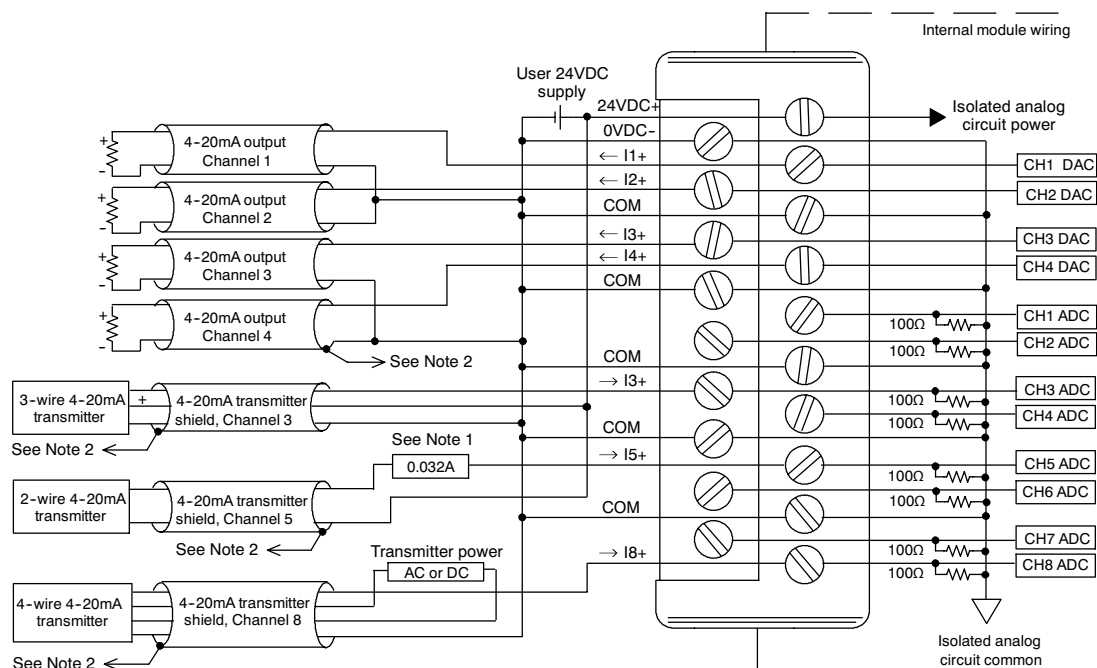 Internal module wiring
User 24VDC
supply
24VDC+
0VDC-
Isolated analog
circuit power
4-20mA output
Channel 1
+
-
← I1+
CH1 DAC
4-20mA output
Channel 2
+
-
← I2+
CH2 DAC
COM
4-20mA output
Channel 3
+
-
← I3+
CH3 DAC
← I4+
CH4 DAC
COM
4-20mA output
Channel 4
+
-
See Note 2
100Ω
CH1 ADC
100Ω
CH2 ADC
COM
3-wire 4-20mA
transmitter
+
4-20mA transmitter
shield, Channel 3
See Note 2
→ I3+
100Ω
CH3 ADC
100Ω
CH4 ADC
COM
See Note 1
0.032A
→ I5+
100Ω
CH5 ADC
2-wire 4-20mA
transmitter
4-20mA transmitter
shield, Channel 5
See Note 2
100Ω
CH6 ADC
COM
Transmitter power
AC or DC
100Ω
CH7 ADC
→ I8+
100Ω
CH8 ADC
4-wire 4-20mA
transmitter
4-20mA transmitter
shield, Channel 8
See Note 2
Isolated analog
circuit common